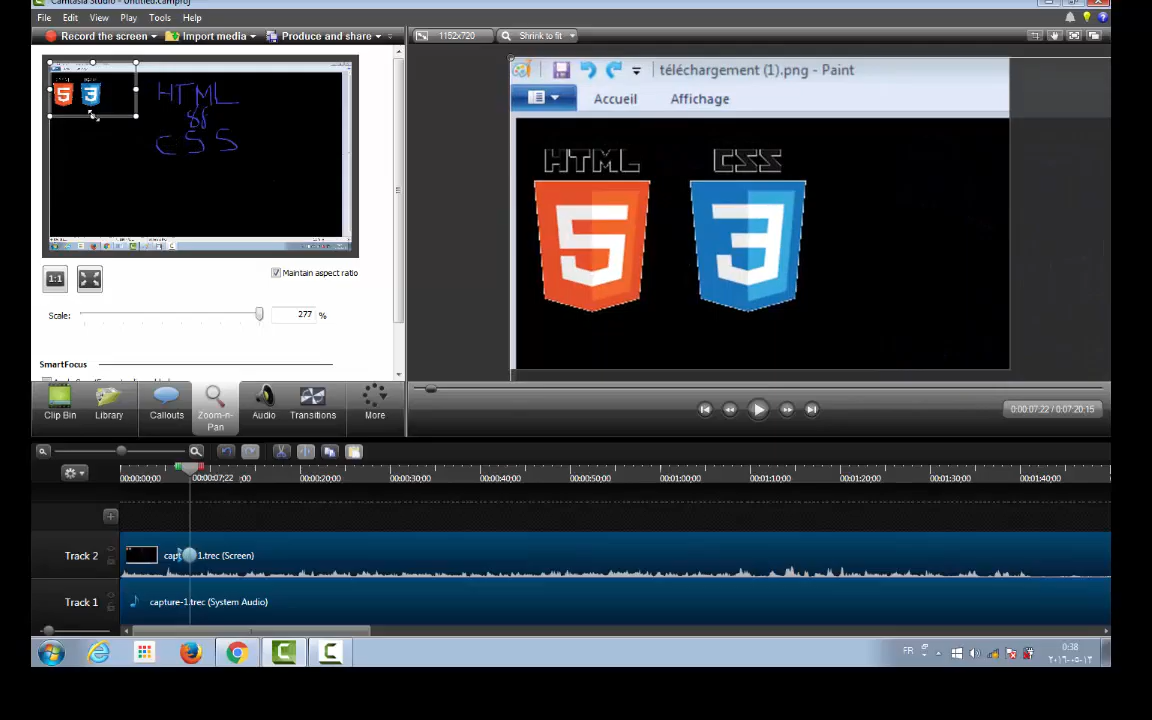 Camtasia Studio - Untitled.camproj
File Edit View Play Tools Help
Record the screen Import media Produce and share
1152x720 Shrink to fit
HTML
&
CSS
téléchargement (1).png - Paint
Accueil Affichage
HTML CSS
5 3
1:1 Maintain aspect ratio
Scale: 277 %
SmartFocus
Clip Bin Library Callouts Zoom-n-Pan Audio Transitions More
0:00:07;22 / 0:07:20;15
00:00:00;00 00:00:07;22 00:00:20;00 00:00:30;00 00:00:40;00 00:00:50;00 00:01:00;00 00:01:10;00 00:01:20;00 00:01:30;00 00:01:40;00
Track 2 capt 1.trec (Screen)
Track 1 capture-1.trec (System Audio)
FR 0:38
٢٠١٦-٠٥-١٢